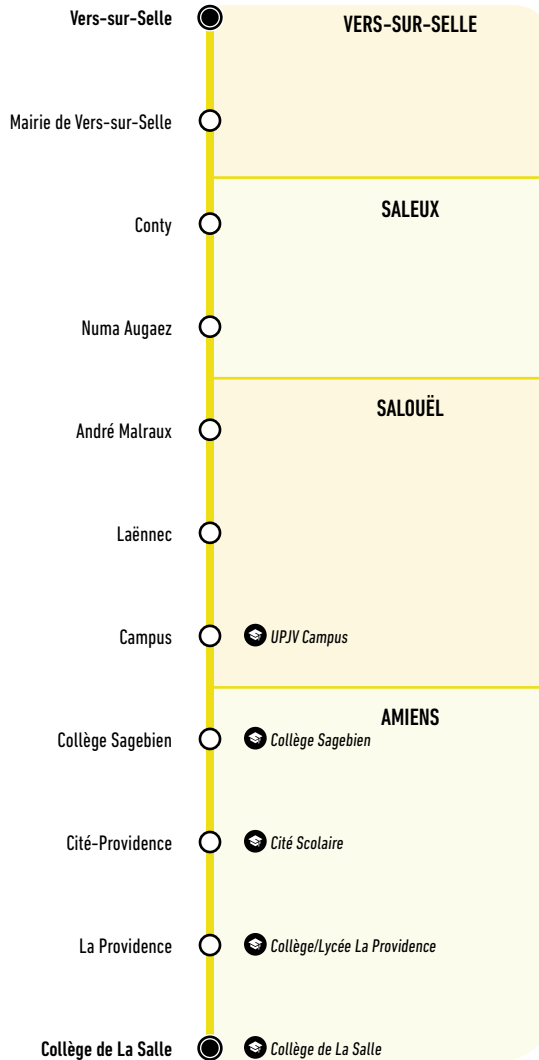 Vers-sur-Selle
VERS-SUR-SELLE
Mairie de Vers-sur-Selle
SALEUX
Conty
Numa Augaez
SALOUËL
André Malraux
Laënnec
Campus
UPJV Campus
AMIENS
Collège Sagebien
Collège Sagebien
Cité-Providence
Cité Scolaire
La Providence
Collège/Lycée La Providence
Collège de La Salle
Collège de La Salle